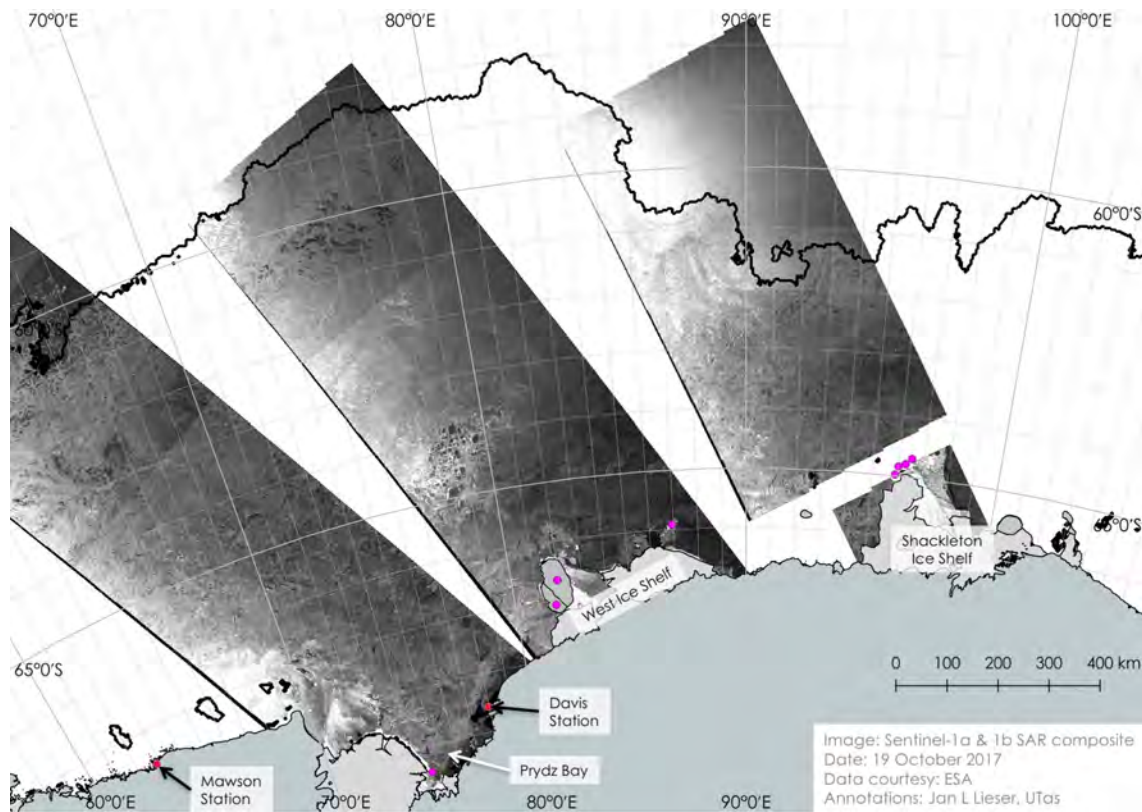 70°0'E
80°0'E
90°0'E
100°0'E
60°0'S
Shackleton
Ice Shelf
West Ice Shelf
65°0'S
0 100 200 300 400 km
Davis
Station
Prydz Bay
Mawson
Station
60°0'E
70°0'E
80°0'E
90°0'E
Image: Sentinel-1a & 1b SAR composite
Date: 19 October 2017
Data courtesy: ESA
Annotations: Jan L Lieser, UTas